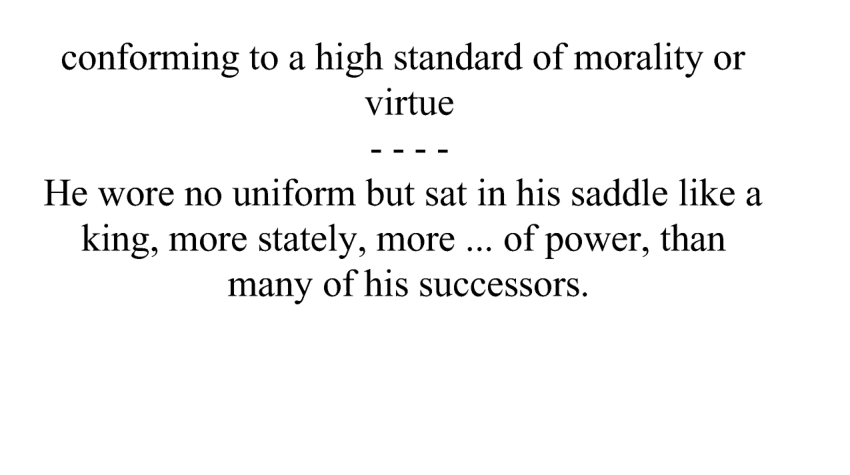 conforming to a high standard of morality or
virtue
- - - -
He wore no uniform but sat in his saddle like a
king, more stately, more ... of power, than
many of his successors.